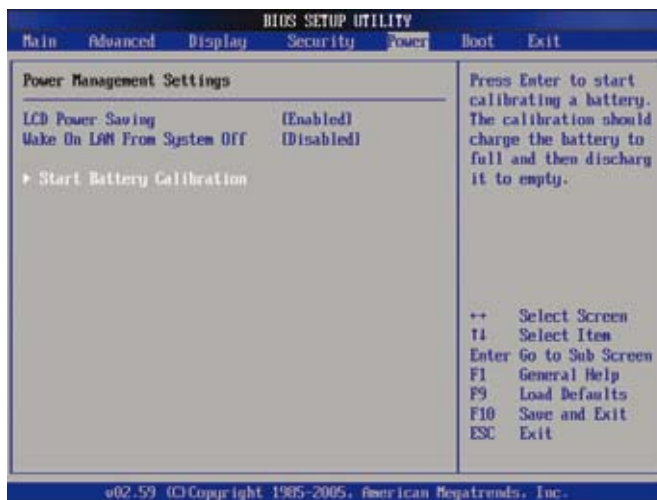 BIOS SETUP UTILITY
Main Advanced Display Security Power Boot Exit
Power Management Settings
LCD Power Saving [Enabled]
Wake On LAN From System Off [Disabled]
▸ Start Battery Calibration
Press Enter to start
calibrating a battery.
The calibration should
charge the battery to
full and then discharg
it to empty.
↔ Select Screen
↑↓ Select Item
Enter Go to Sub Screen
F1 General Help
F9 Load Defaults
F10 Save and Exit
ESC Exit
v02.59 (C)Copyright 1985-2005, American Megatrends, Inc.